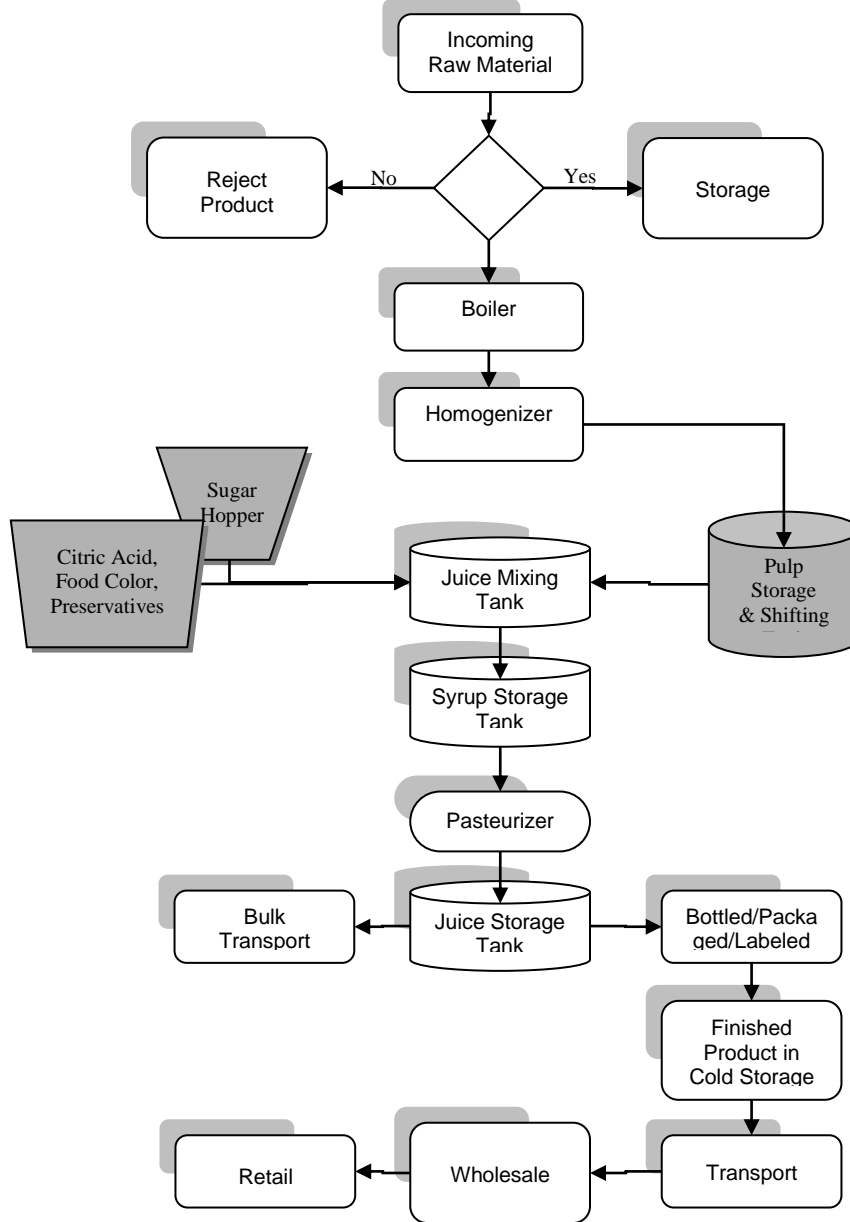 Incoming
Raw Material
No
Yes
Reject
Product
Storage
Boiler
Homogenizer
Sugar
Hopper
Citric Acid,
Food Color,
Preservatives
Juice Mixing
Tank
Pulp
Storage
& Shifting
Syrup Storage
Tank
Pasteurizer
Bulk
Transport
Juice Storage
Tank
Bottled/Packa
ged/Labeled
Finished
Product in
Cold Storage
Retail
Wholesale
Transport